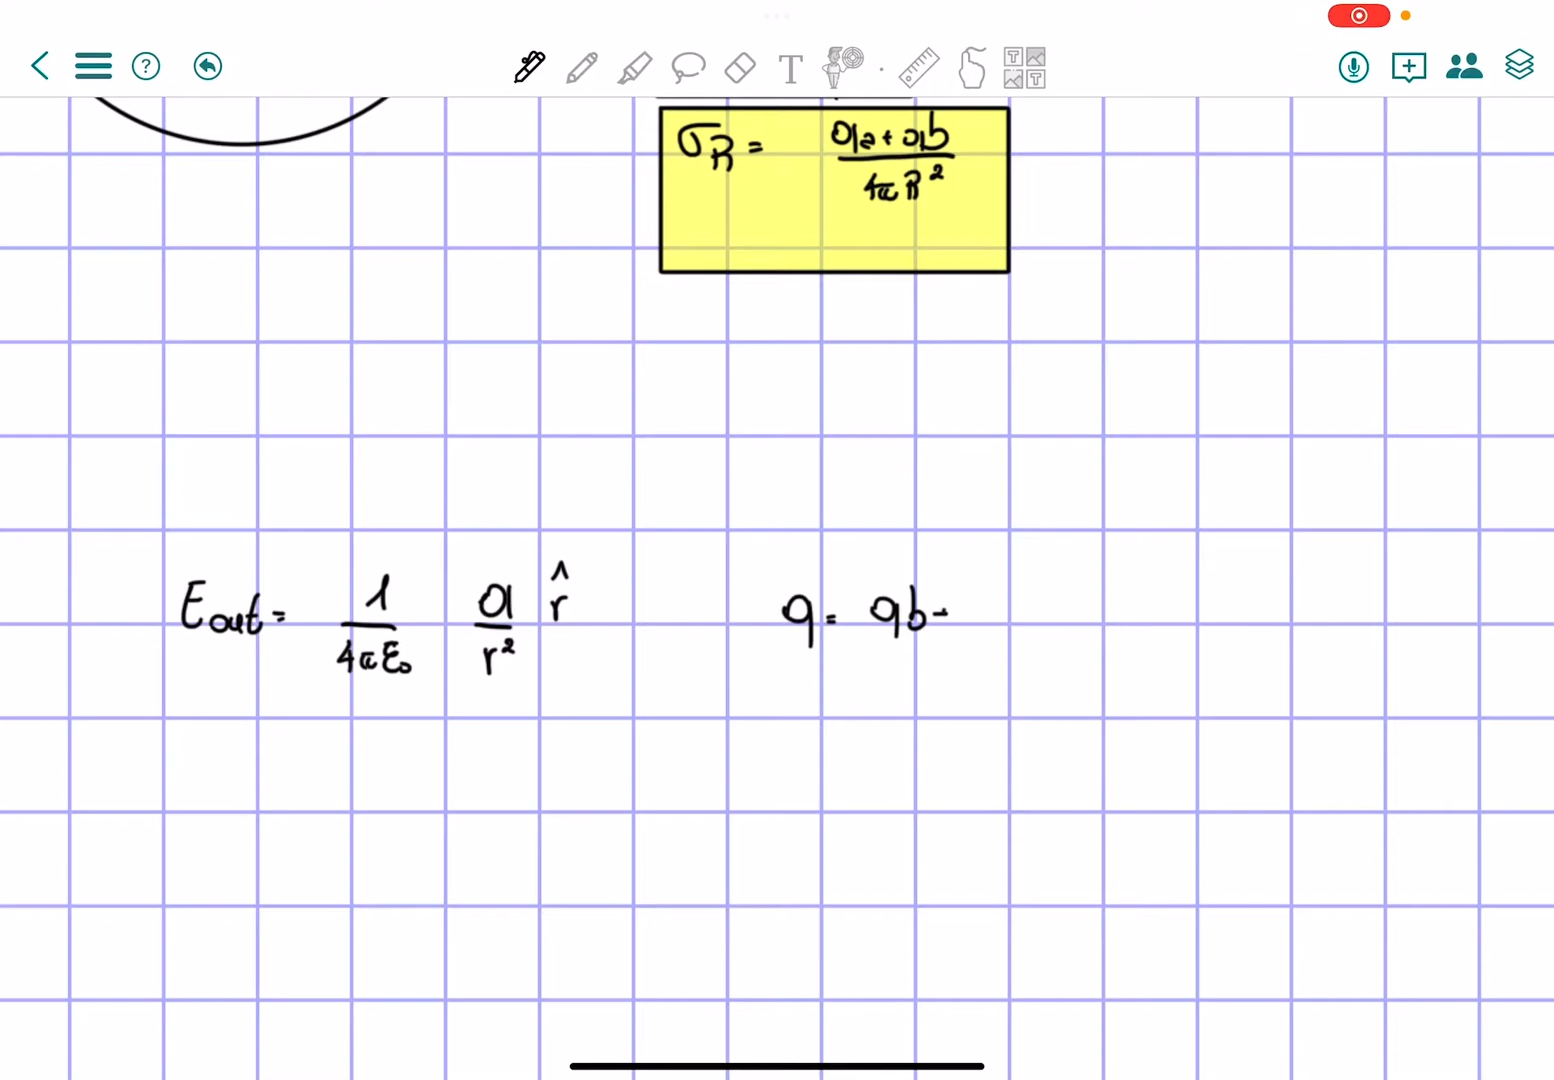 σR = qa + qb / 4πR²
Eout = 1 / 4πε₀ q / r² r̂
q = qb -